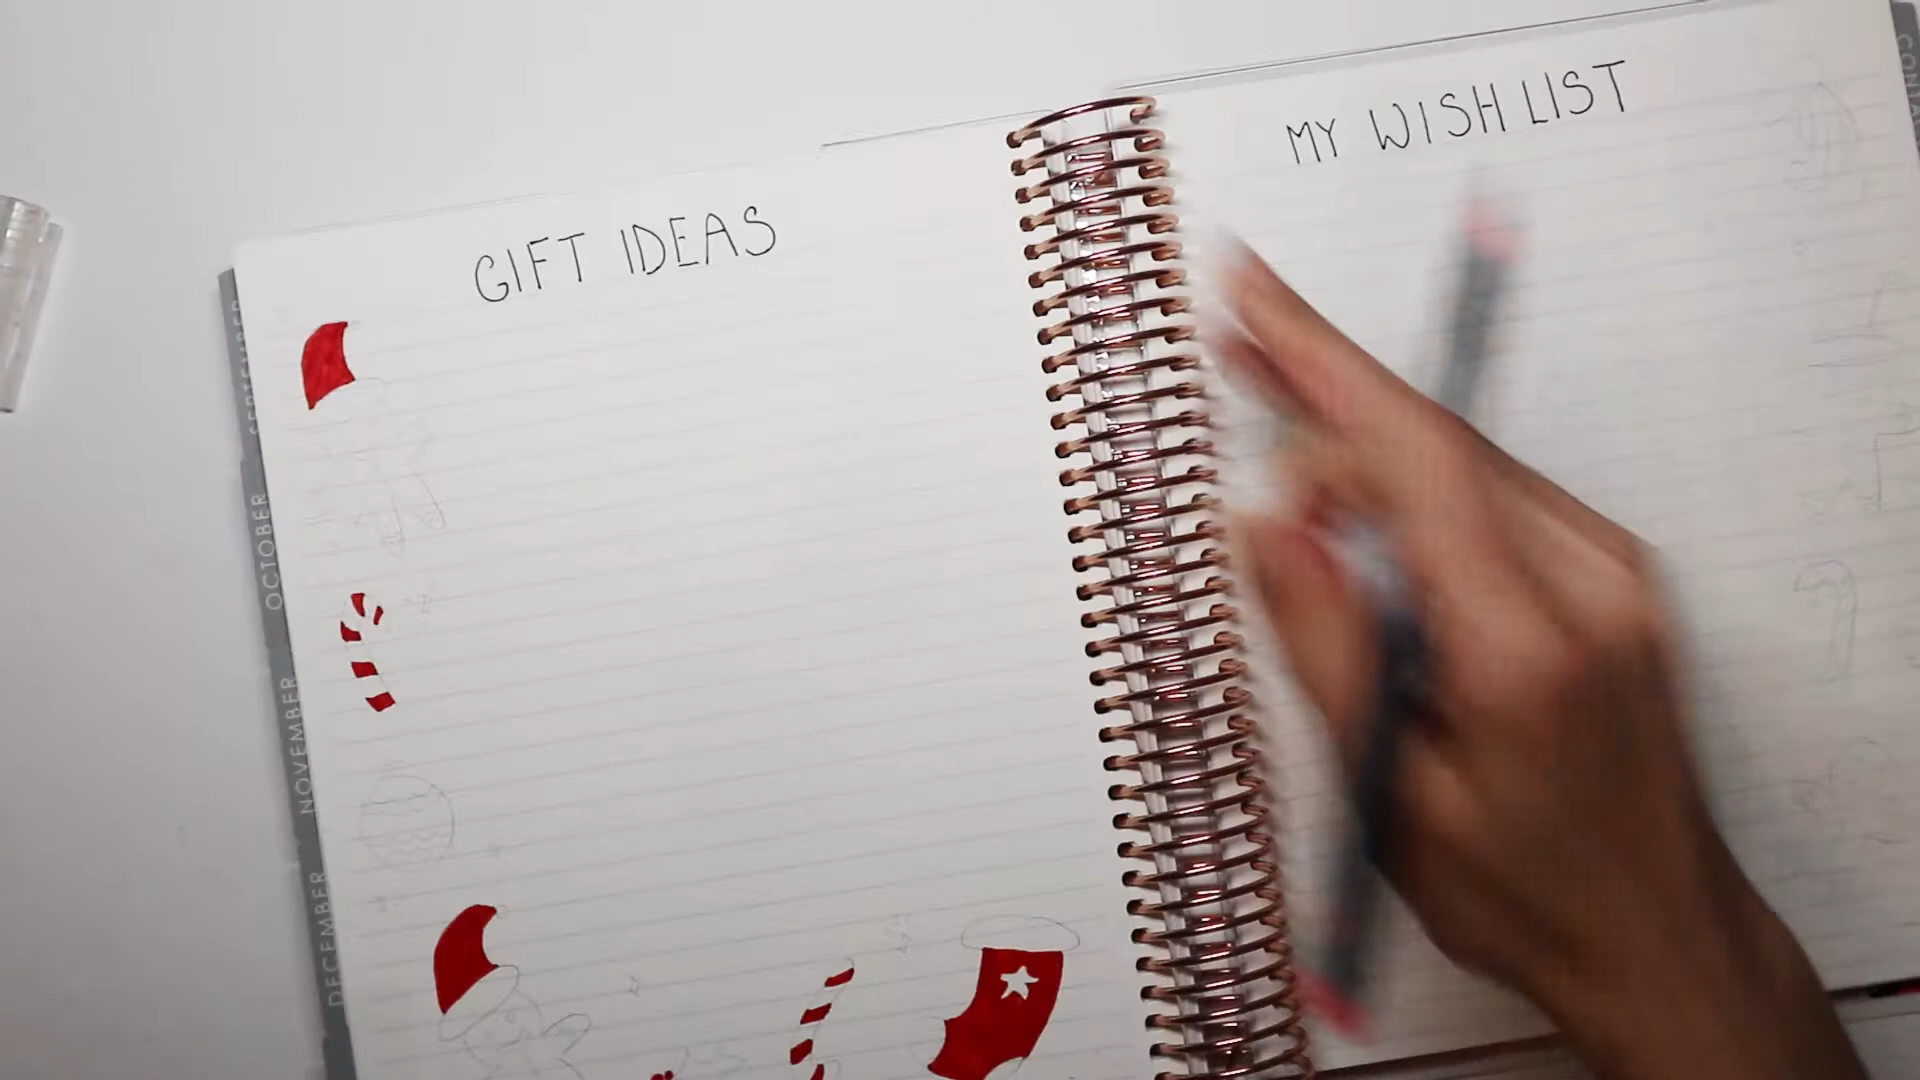 GIFT IDEAS
MY WISH LIST
SEPTEMBER
OCTOBER
NOVEMBER
DECEMBER